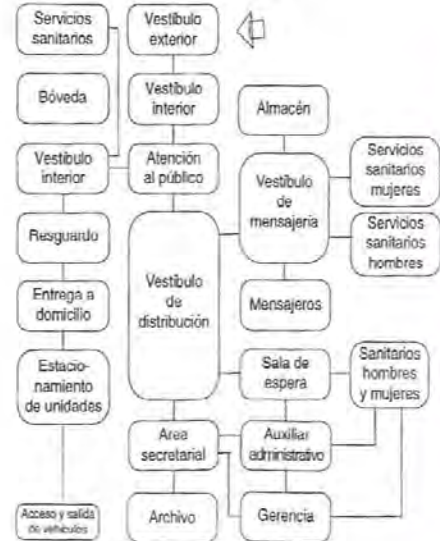 Servicios
sanitarios
Vestíbulo
exterior
Bóveda
Vestíbulo
interior
Almacén
Vestíbulo
interior
Atención
al público
Vestíbulo
de
mensajería
Servicios
sanitarios
mujeres
Servicios
sanitarios
hombres
Resguardo
Vestíbulo
de
distribución
Entrega a
domicilio
Mensajeros
Estacio-
namiento
de unidades
Sala de
espera
Sanitarios
hombres
y mujeres
Area
secretarial
Auxiliar
administrativo
Acceso y salida
de vehículos
Archivo
Gerencia